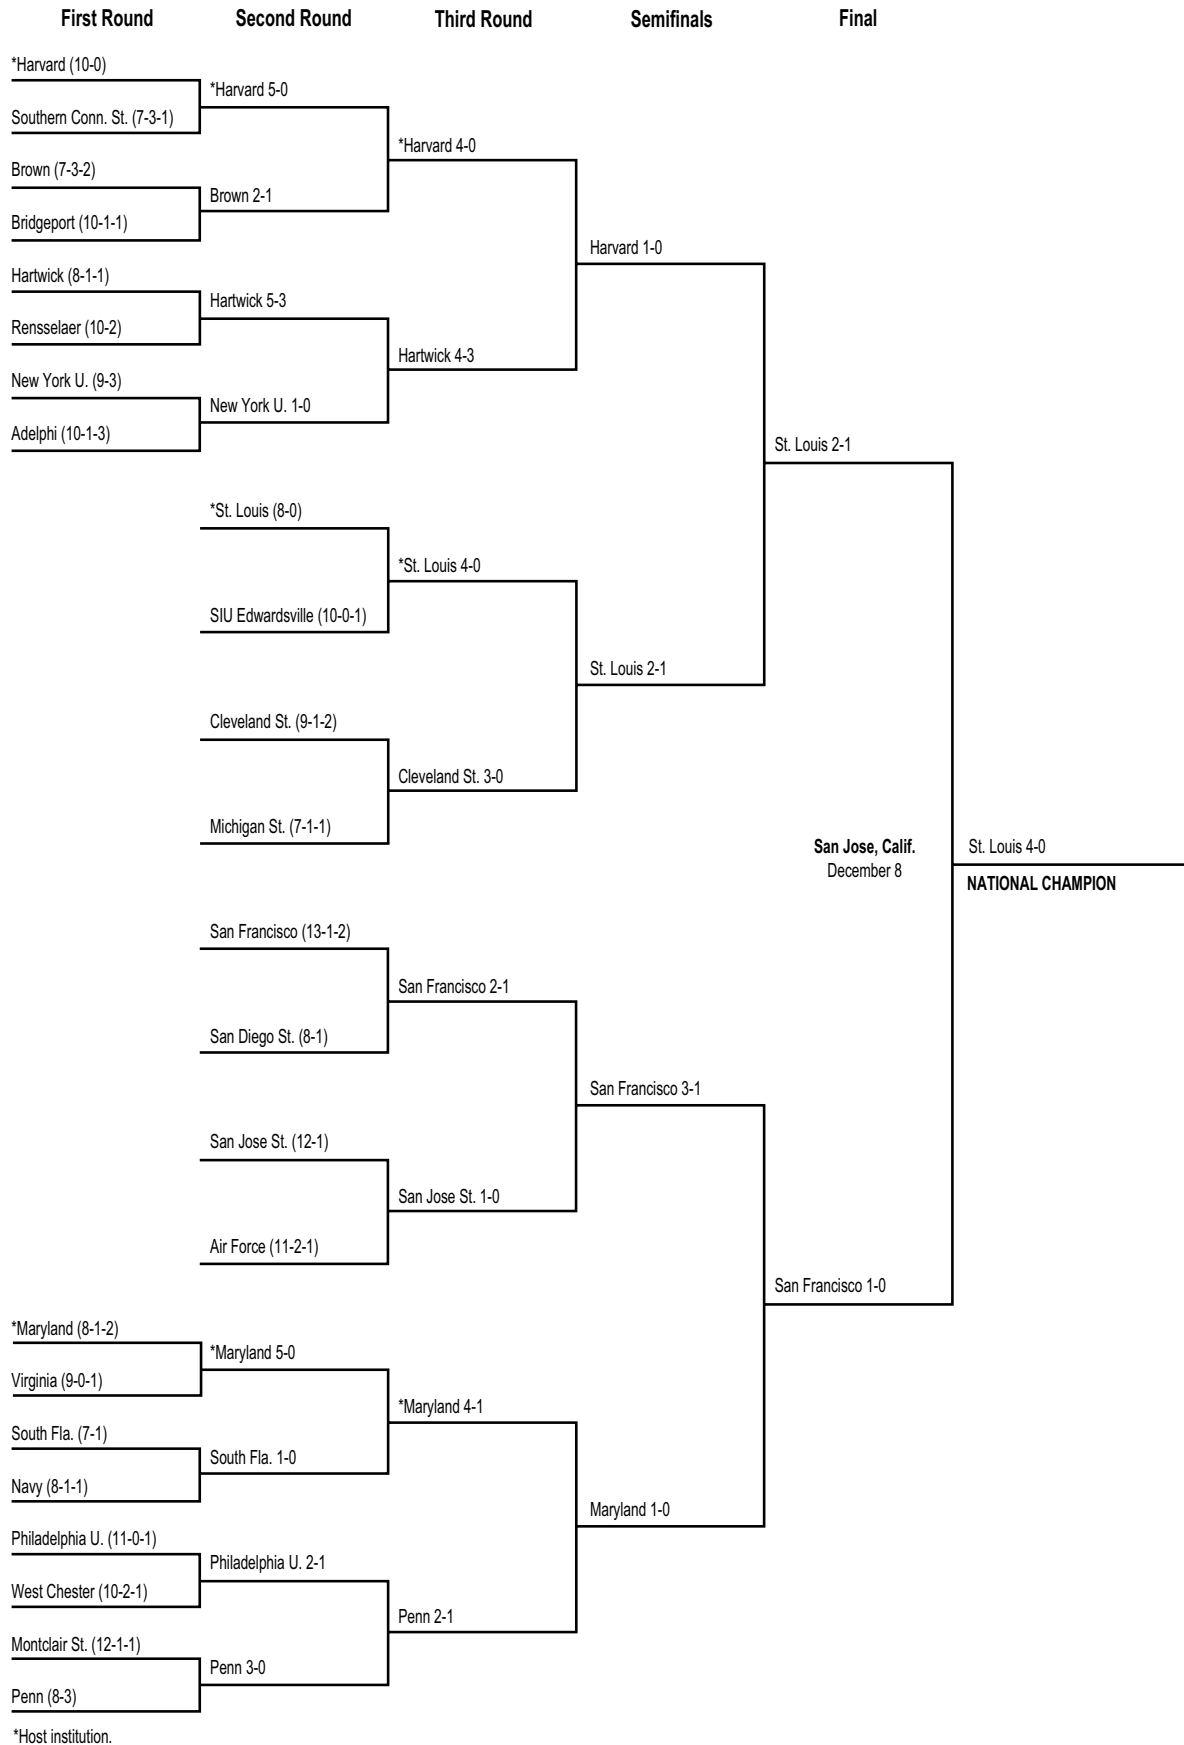 First Round
Second Round
Third Round
Semifinals
Final
*Harvard (10-0)
Southern Conn. St. (7-3-1)
Brown (7-3-2)
Bridgeport (10-1-1)
Hartwick (8-1-1)
Rensselaer (10-2)
New York U. (9-3)
Adelphi (10-1-3)
*Harvard 5-0
Brown 2-1
Hartwick 5-3
New York U. 1-0
*Harvard 4-0
Hartwick 4-3
Harvard 1-0
*St. Louis (8-0)
SIU Edwardsville (10-0-1)
Cleveland St. (9-1-2)
Michigan St. (7-1-1)
*St. Louis 4-0
Cleveland St. 3-0
St. Louis 2-1
St. Louis 2-1
San Jose, Calif.
December 8
St. Louis 4-0
NATIONAL CHAMPION
San Francisco (13-1-2)
San Diego St. (8-1)
San Jose St. (12-1)
Air Force (11-2-1)
San Francisco 2-1
San Jose St. 1-0
San Francisco 3-1
San Francisco 1-0
*Maryland (8-1-2)
Virginia (9-0-1)
South Fla. (7-1)
Navy (8-1-1)
Philadelphia U. (11-0-1)
West Chester (10-2-1)
Montclair St. (12-1-1)
Penn (8-3)
*Maryland 5-0
South Fla. 1-0
Philadelphia U. 2-1
Penn 3-0
*Maryland 4-1
Penn 2-1
Maryland 1-0
*Host institution.